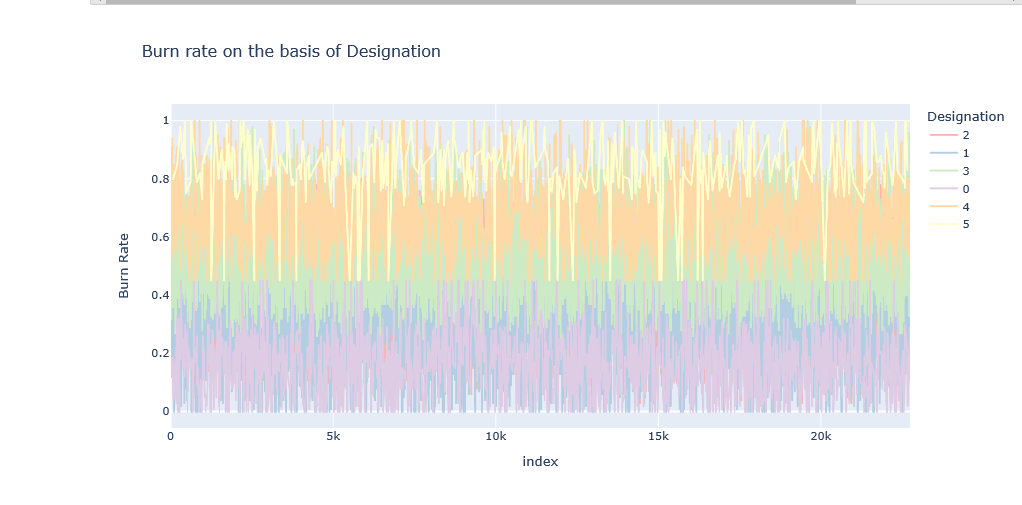 Burn rate on the basis of Designation
Designation
2
1
3
0
4
5
Burn Rate
1
0.8
0.6
0.4
0.2
0
0
5k
10k
15k
20k
index